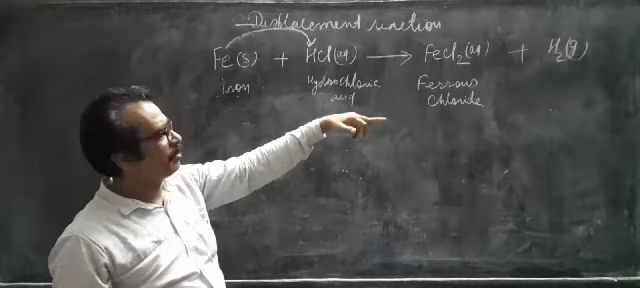 Displacement reaction
Fe(s) + HCl(aq) → FeCl₂(aq) + H₂(g)
Iron Hydrochloric Ferrous
acid Chloride